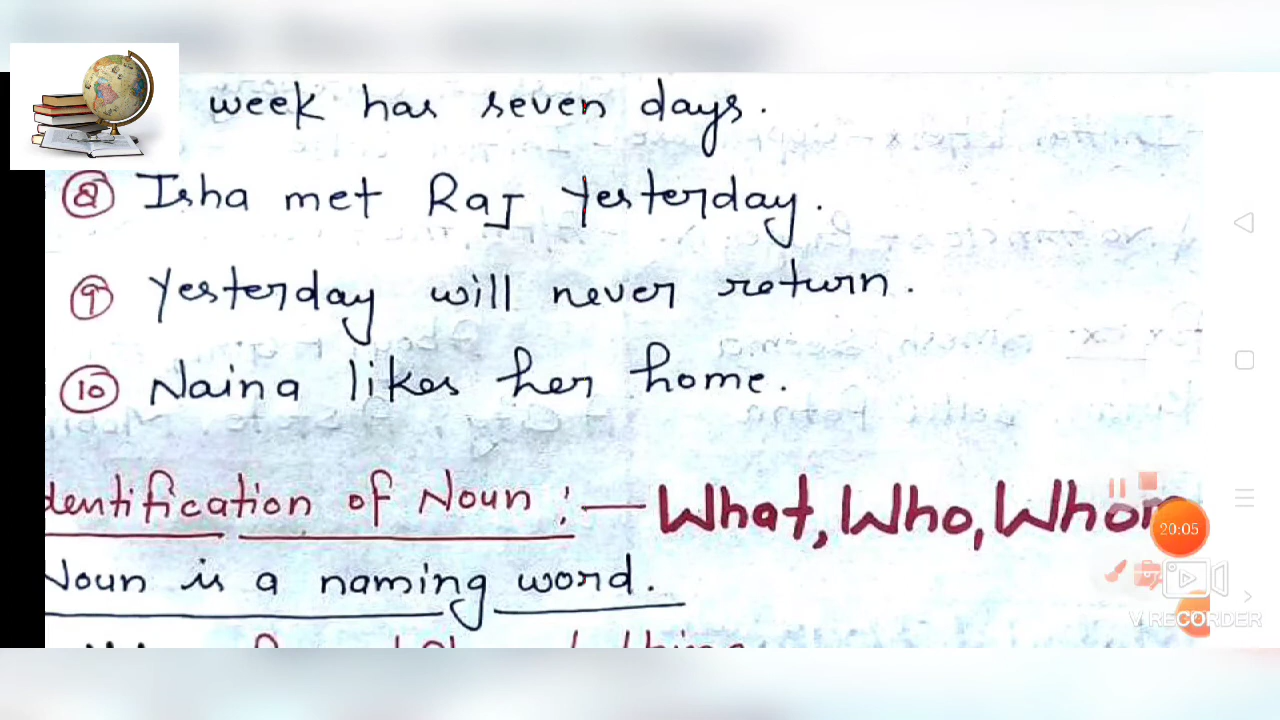 week has seven days.
8 Isha met Raj Yesterday.
9 Yesterday will never return.
10 Naina likes her home.
dentification of Noun :— What, Who, Whom
Noun is a naming word.
20:05
V RECORDER